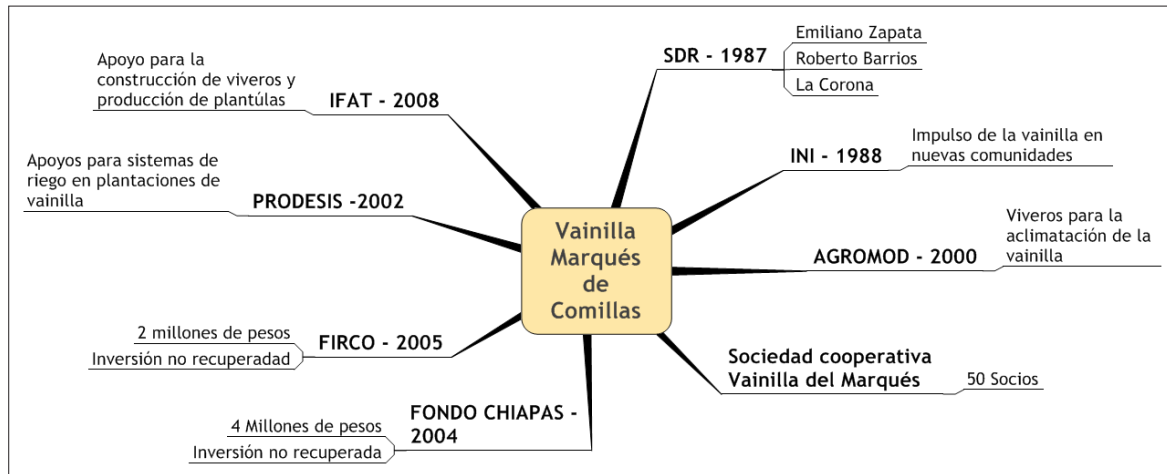 Vainilla
Marqués
de
Comillas
SDR - 1987
Emiliano Zapata
Roberto Barrios
La Corona
INI - 1988
Impulso de la vainilla en
nuevas comunidades
AGROMOD - 2000
Viveros para la
aclimatación de la
vainilla
Sociedad cooperativa
Vainilla del Marqués
50 Socios
FONDO CHIAPAS -
2004
4 Millones de pesos
Inversión no recuperada
FIRCO - 2005
2 millones de pesos
Inversión no recuperadad
PRODESIS -2002
Apoyos para sistemas de
riego en plantaciones de
vainilla
IFAT - 2008
Apoyo para la
construcción de viveros y
producción de plantúlas